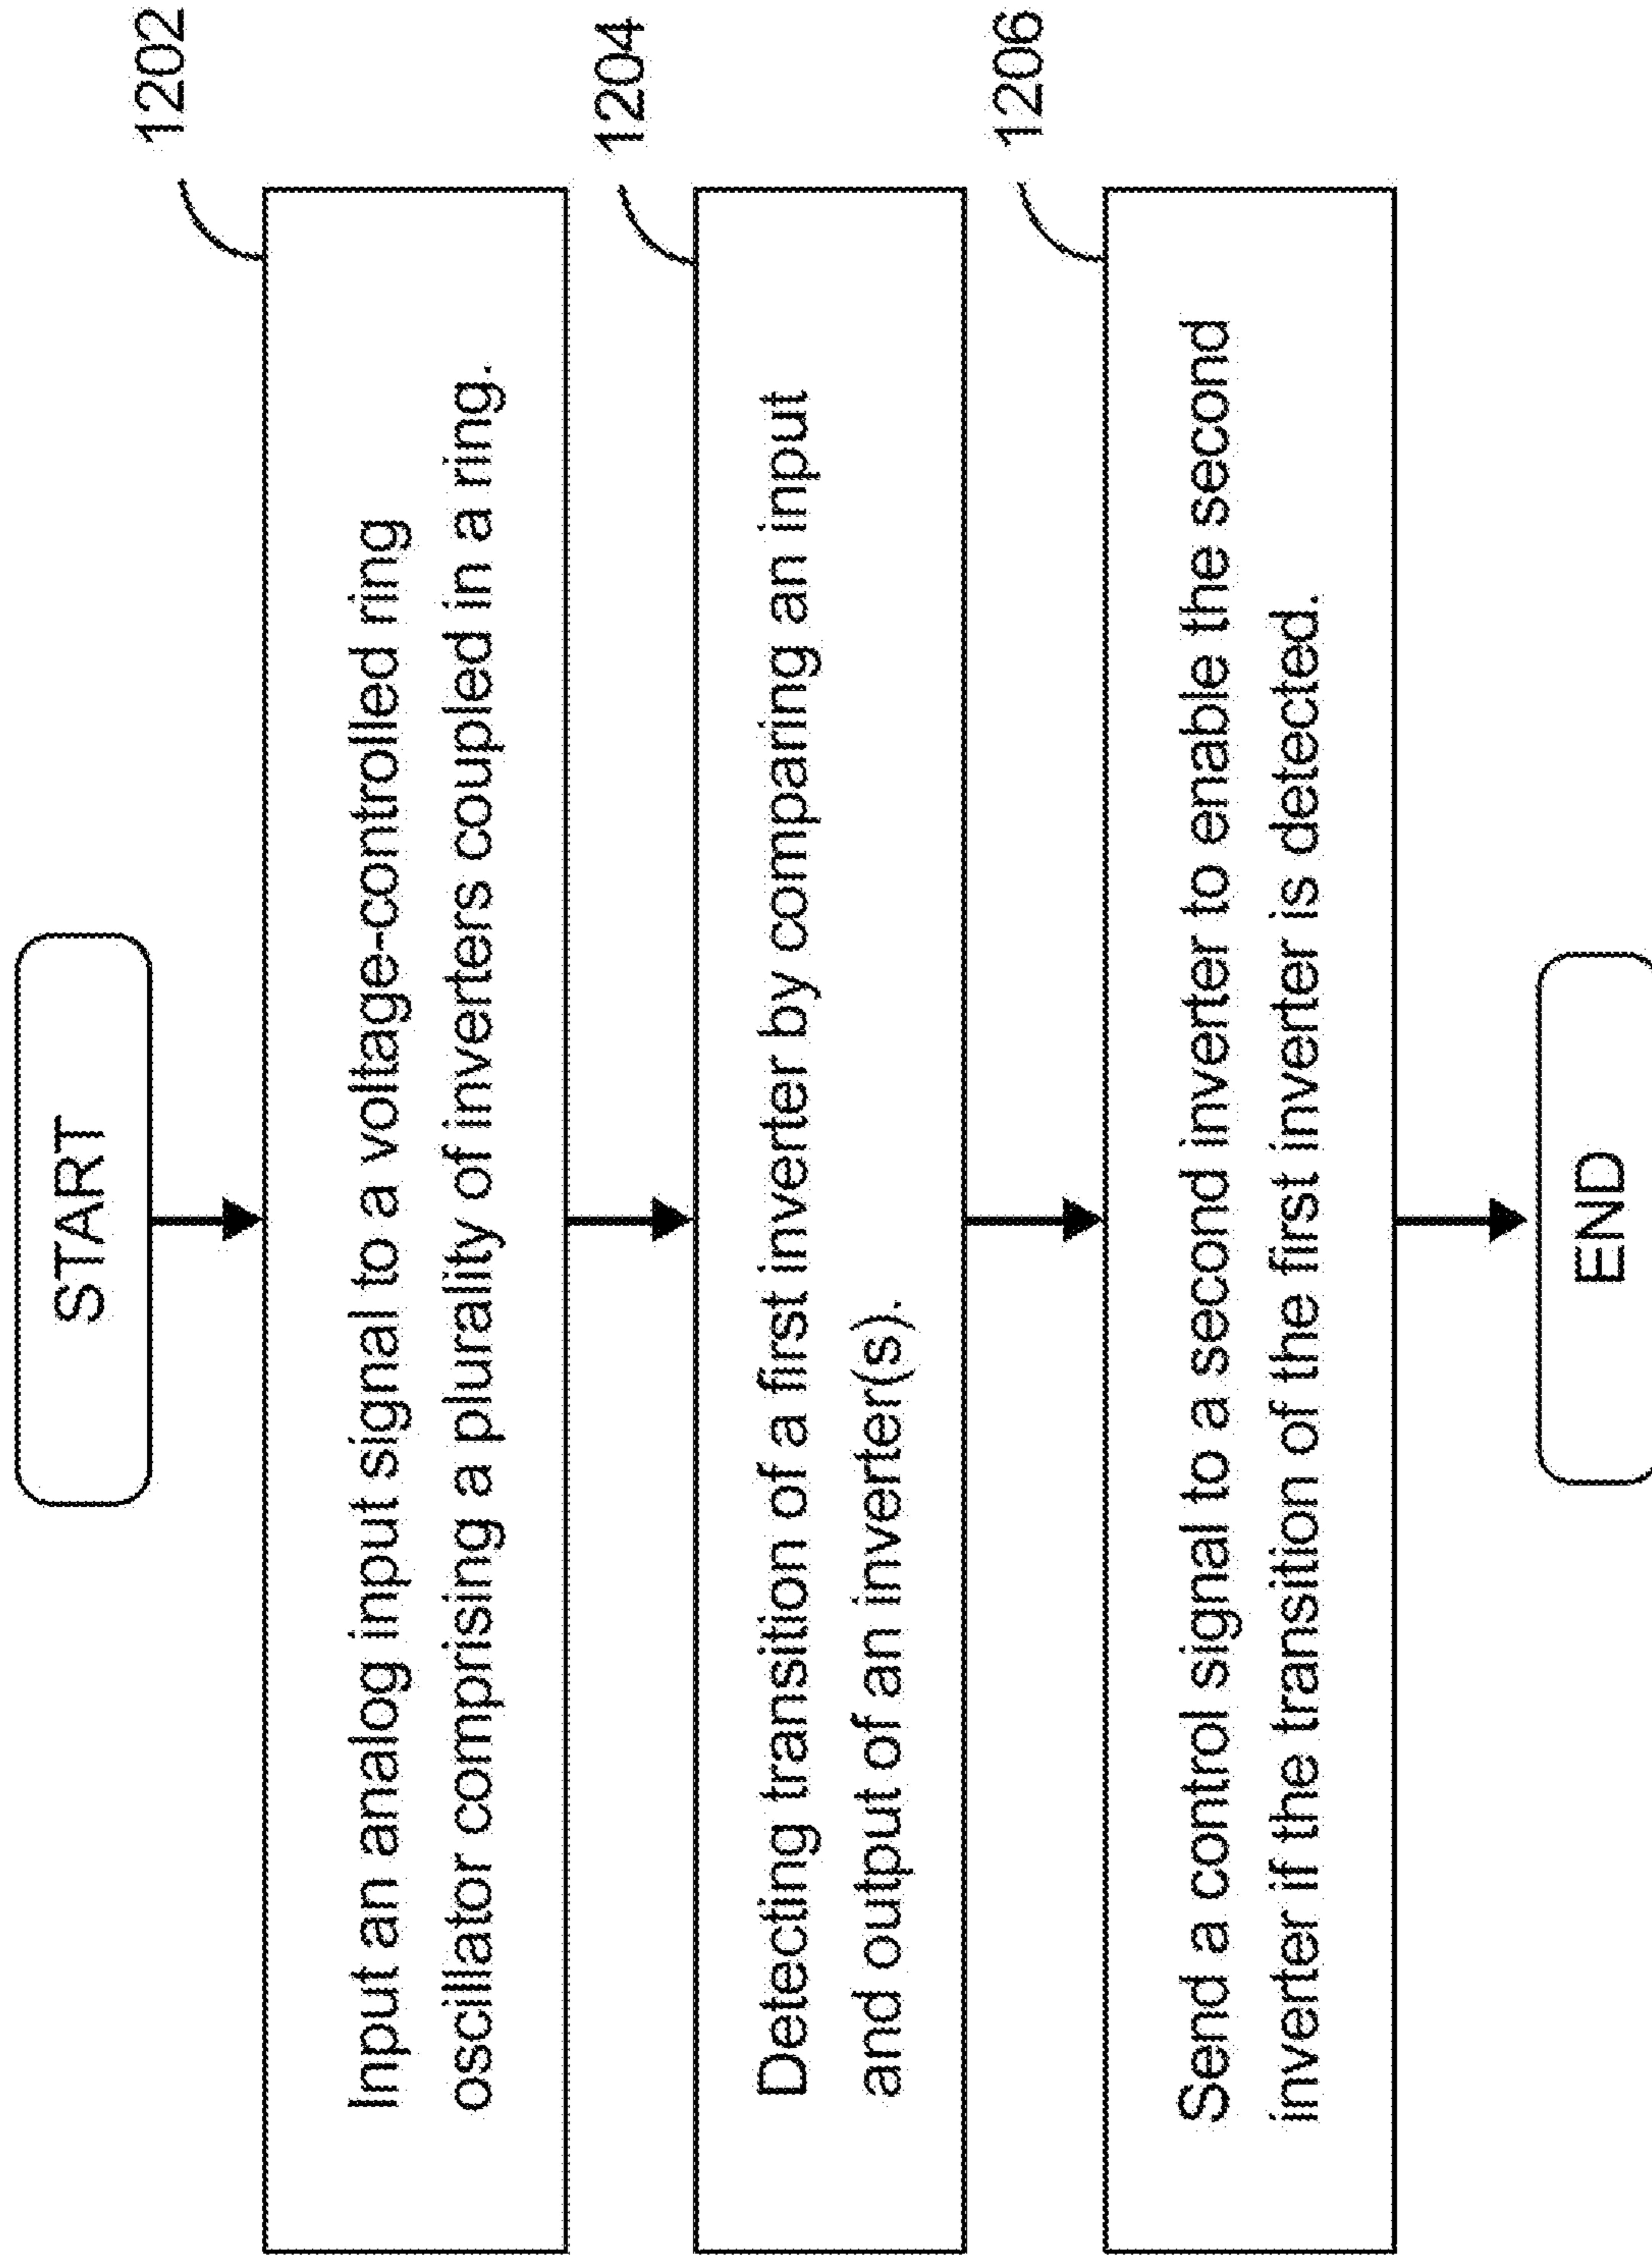 START
1202
Input an analog input signal to a voltage-controlled ring
oscillator comprising a plurality of inverters coupled in a ring.
1204
Detecting transition of a first inverter by comparing an input
and output of an inverter(s).
1206
Send a control signal to a second inverter to enable the second
inverter if the transition of the first inverter is detected.
END